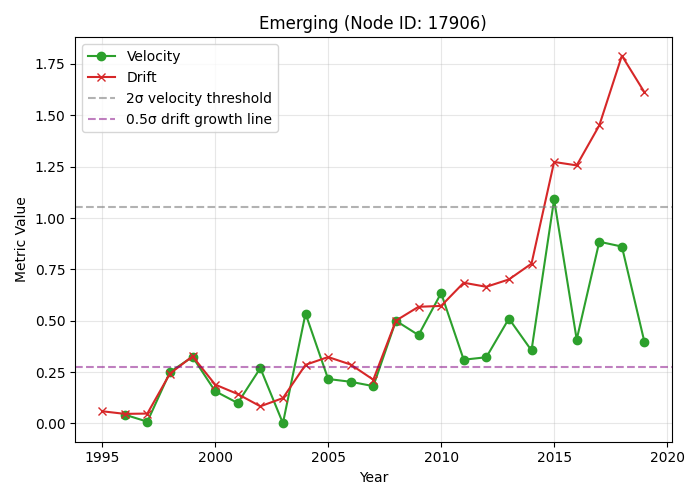 Emerging (Node ID: 17906)
Velocity
Drift
2σ velocity threshold
0.5σ drift growth line
Metric Value
1.75
1.50
1.25
1.00
0.75
0.50
0.25
0.00
1995 2000 2005 2010 2015 2020
Year